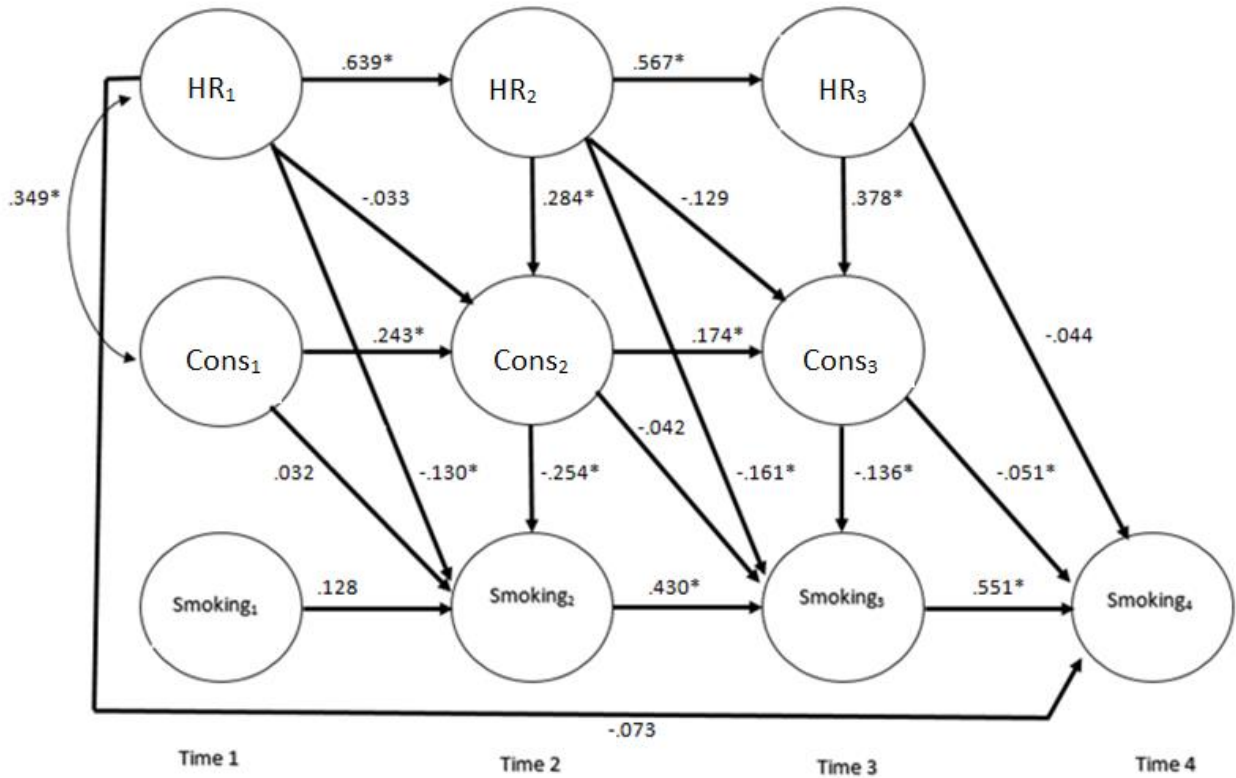 HR₁ .639* HR₂ .567* HR₃
.349* -.033 .284* -.129 .378*
-.044
Cons₁ .243* Cons₂ .174* Cons₃
-.042
.032 -.130* -.254* -.161* -.136* -.051*
Smoking₁ .128 Smoking₂ .430* Smoking₃ .551* Smoking₄
-.073
Time 1 Time 2 Time 3 Time 4